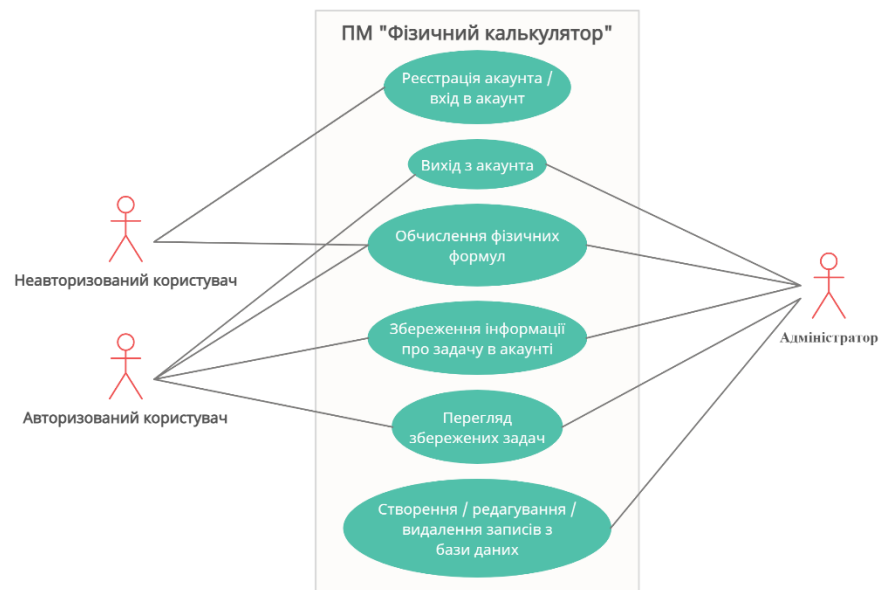 ПМ "Фізичний калькулятор"
Реєстрація акаунта /
вхід в акаунт
Вихід з акаунта
Обчислення фізичних
формул
Неавторизований користувач
Збереження інформації
про задачу в акаунті
Адміністратор
Авторизований користувач
Перегляд
збережених задач
Створення / редагування /
видалення записів з
бази даних